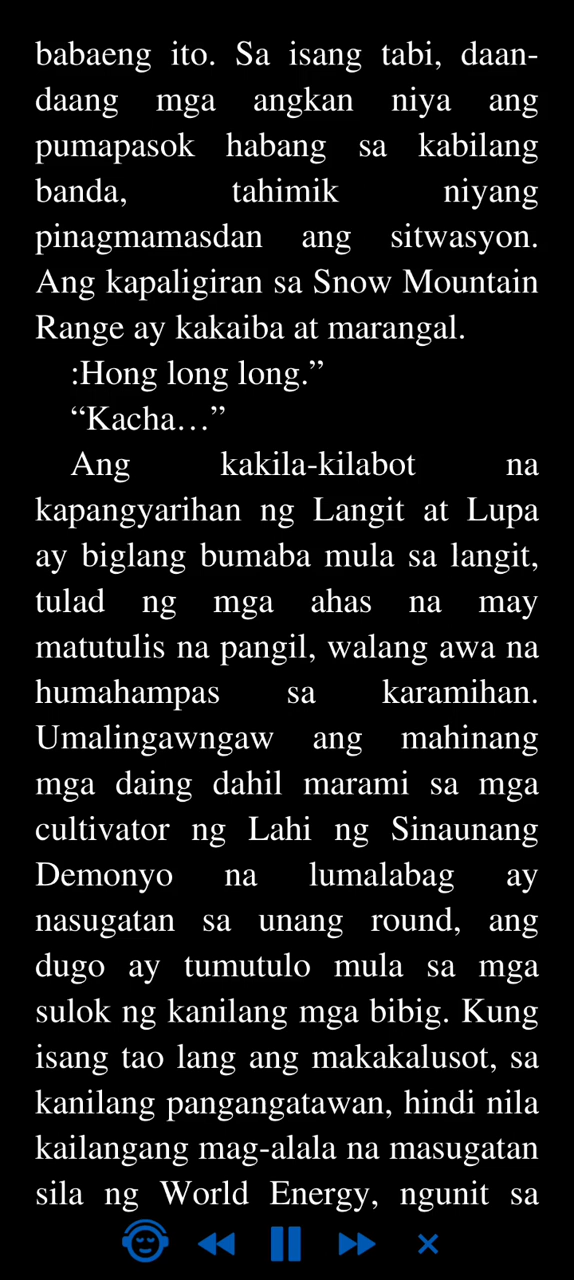 babaeng ito. Sa isang tabi, daan-
daang mga angkan niya ang
pumapasok habang sa kabilang
banda, tahimik niyang
pinagmamasdan ang sitwasyon.
Ang kapaligiran sa Snow Mountain
Range ay kakaiba at marangal.
:Hong long long.”
“Kacha…”
Ang kakila-kilabot na
kapangyarihan ng Langit at Lupa
ay biglang bumaba mula sa langit,
tulad ng mga ahas na may
matutulis na pangil, walang awa na
humahampas sa karamihan.
Umalingawngaw ang mahinang
mga daing dahil marami sa mga
cultivator ng Lahi ng Sinaunang
Demonyo na lumalabag ay
nasugatan sa unang round, ang
dugo ay tumutulo mula sa mga
sulok ng kanilang mga bibig. Kung
isang tao lang ang makakalusot, sa
kanilang pangangatawan, hindi nila
kailangang mag-alala na masugatan
sila ng World Energy, ngunit sa